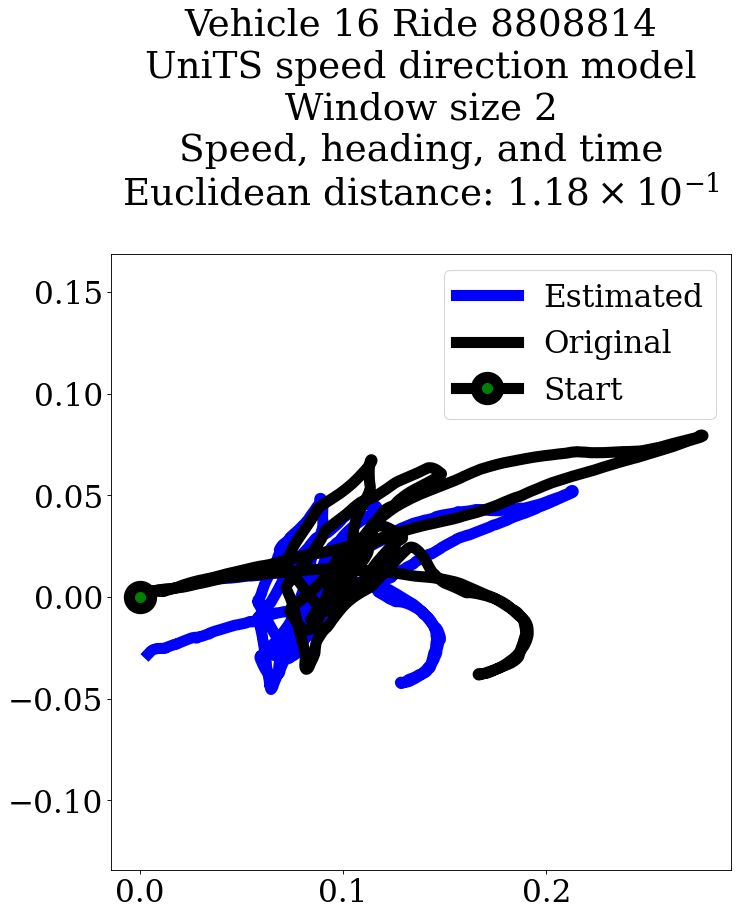 Vehicle 16 Ride 8808814
UniTS speed direction model
Window size 2
Speed, heading, and time
Euclidean distance: 1.18 × 10⁻¹
Estimated
Original
Start
0.15
0.10
0.05
0.00
−0.05
−0.10
0.0 0.1 0.2